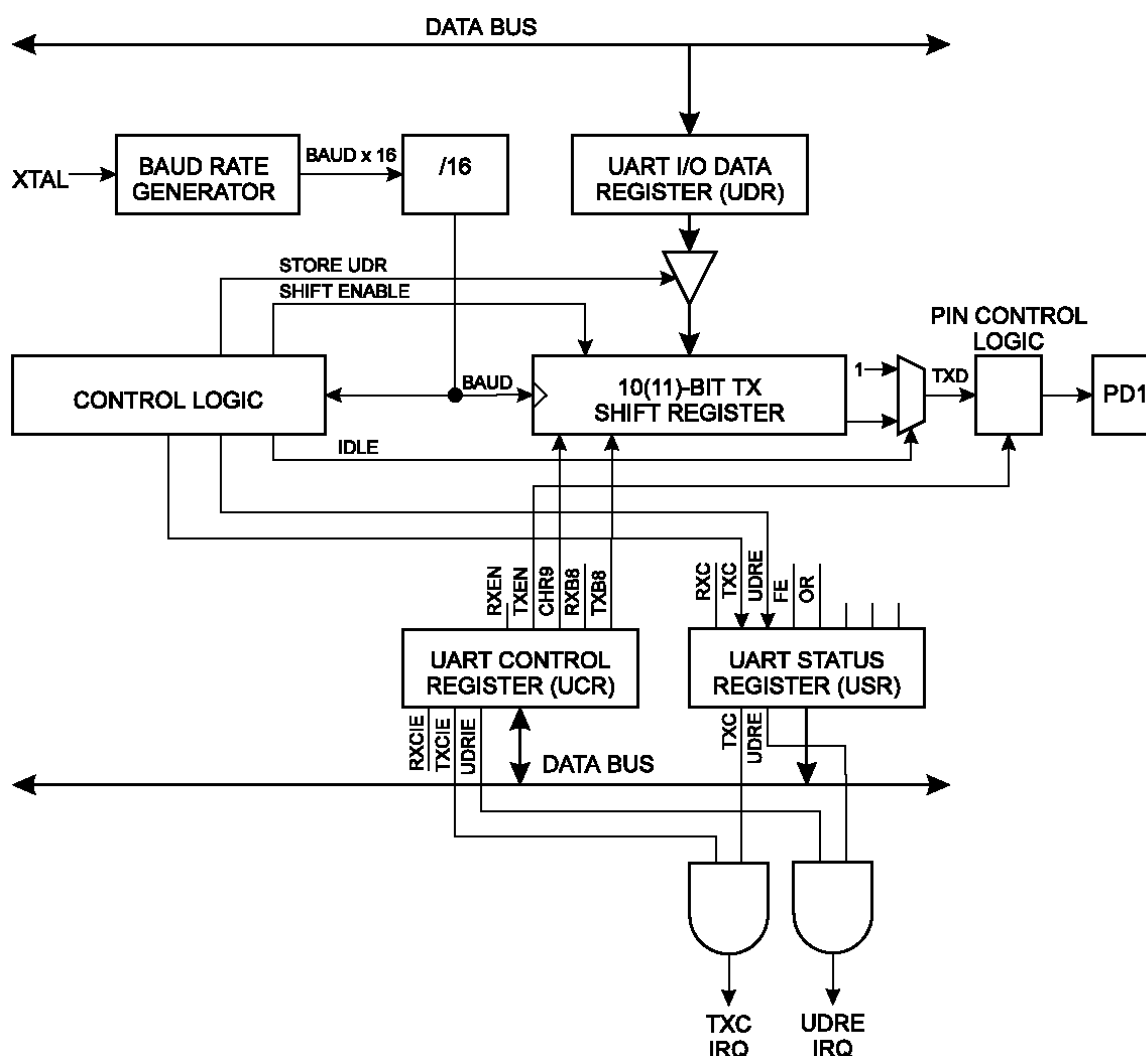 DATA BUS
XTAL
BAUD RATE
GENERATOR
BAUD x 16
/16
UART I/O DATA
REGISTER (UDR)
STORE UDR
SHIFT ENABLE
PIN CONTROL
LOGIC
CONTROL LOGIC
BAUD
10(11)-BIT TX
SHIFT REGISTER
1
TXD
PD1
IDLE
RXEN
TXEN
CHR9
RXB8
TXB8
RXC
TXC
UDRE
FE
OR
UART CONTROL
REGISTER (UCR)
UART STATUS
REGISTER (USR)
RXCIE
TXCIE
UDRIE
TXC
UDRE
DATA BUS
TXC
IRQ
UDRE
IRQ